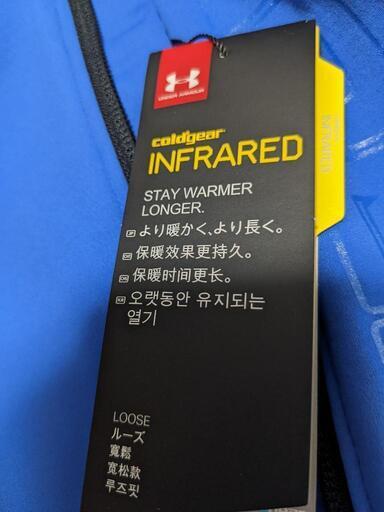 UNDER ARMOUR
coldgear
INFRARED
INFRARED
STAY WARMER
LONGER.
JP より暖かく、より長く。
保暖效果更持久。
保暖时间更长。
KR 오랫동안 유지되는
열기
LOOSE
ルーズ
寬鬆
宽松款
루즈핏